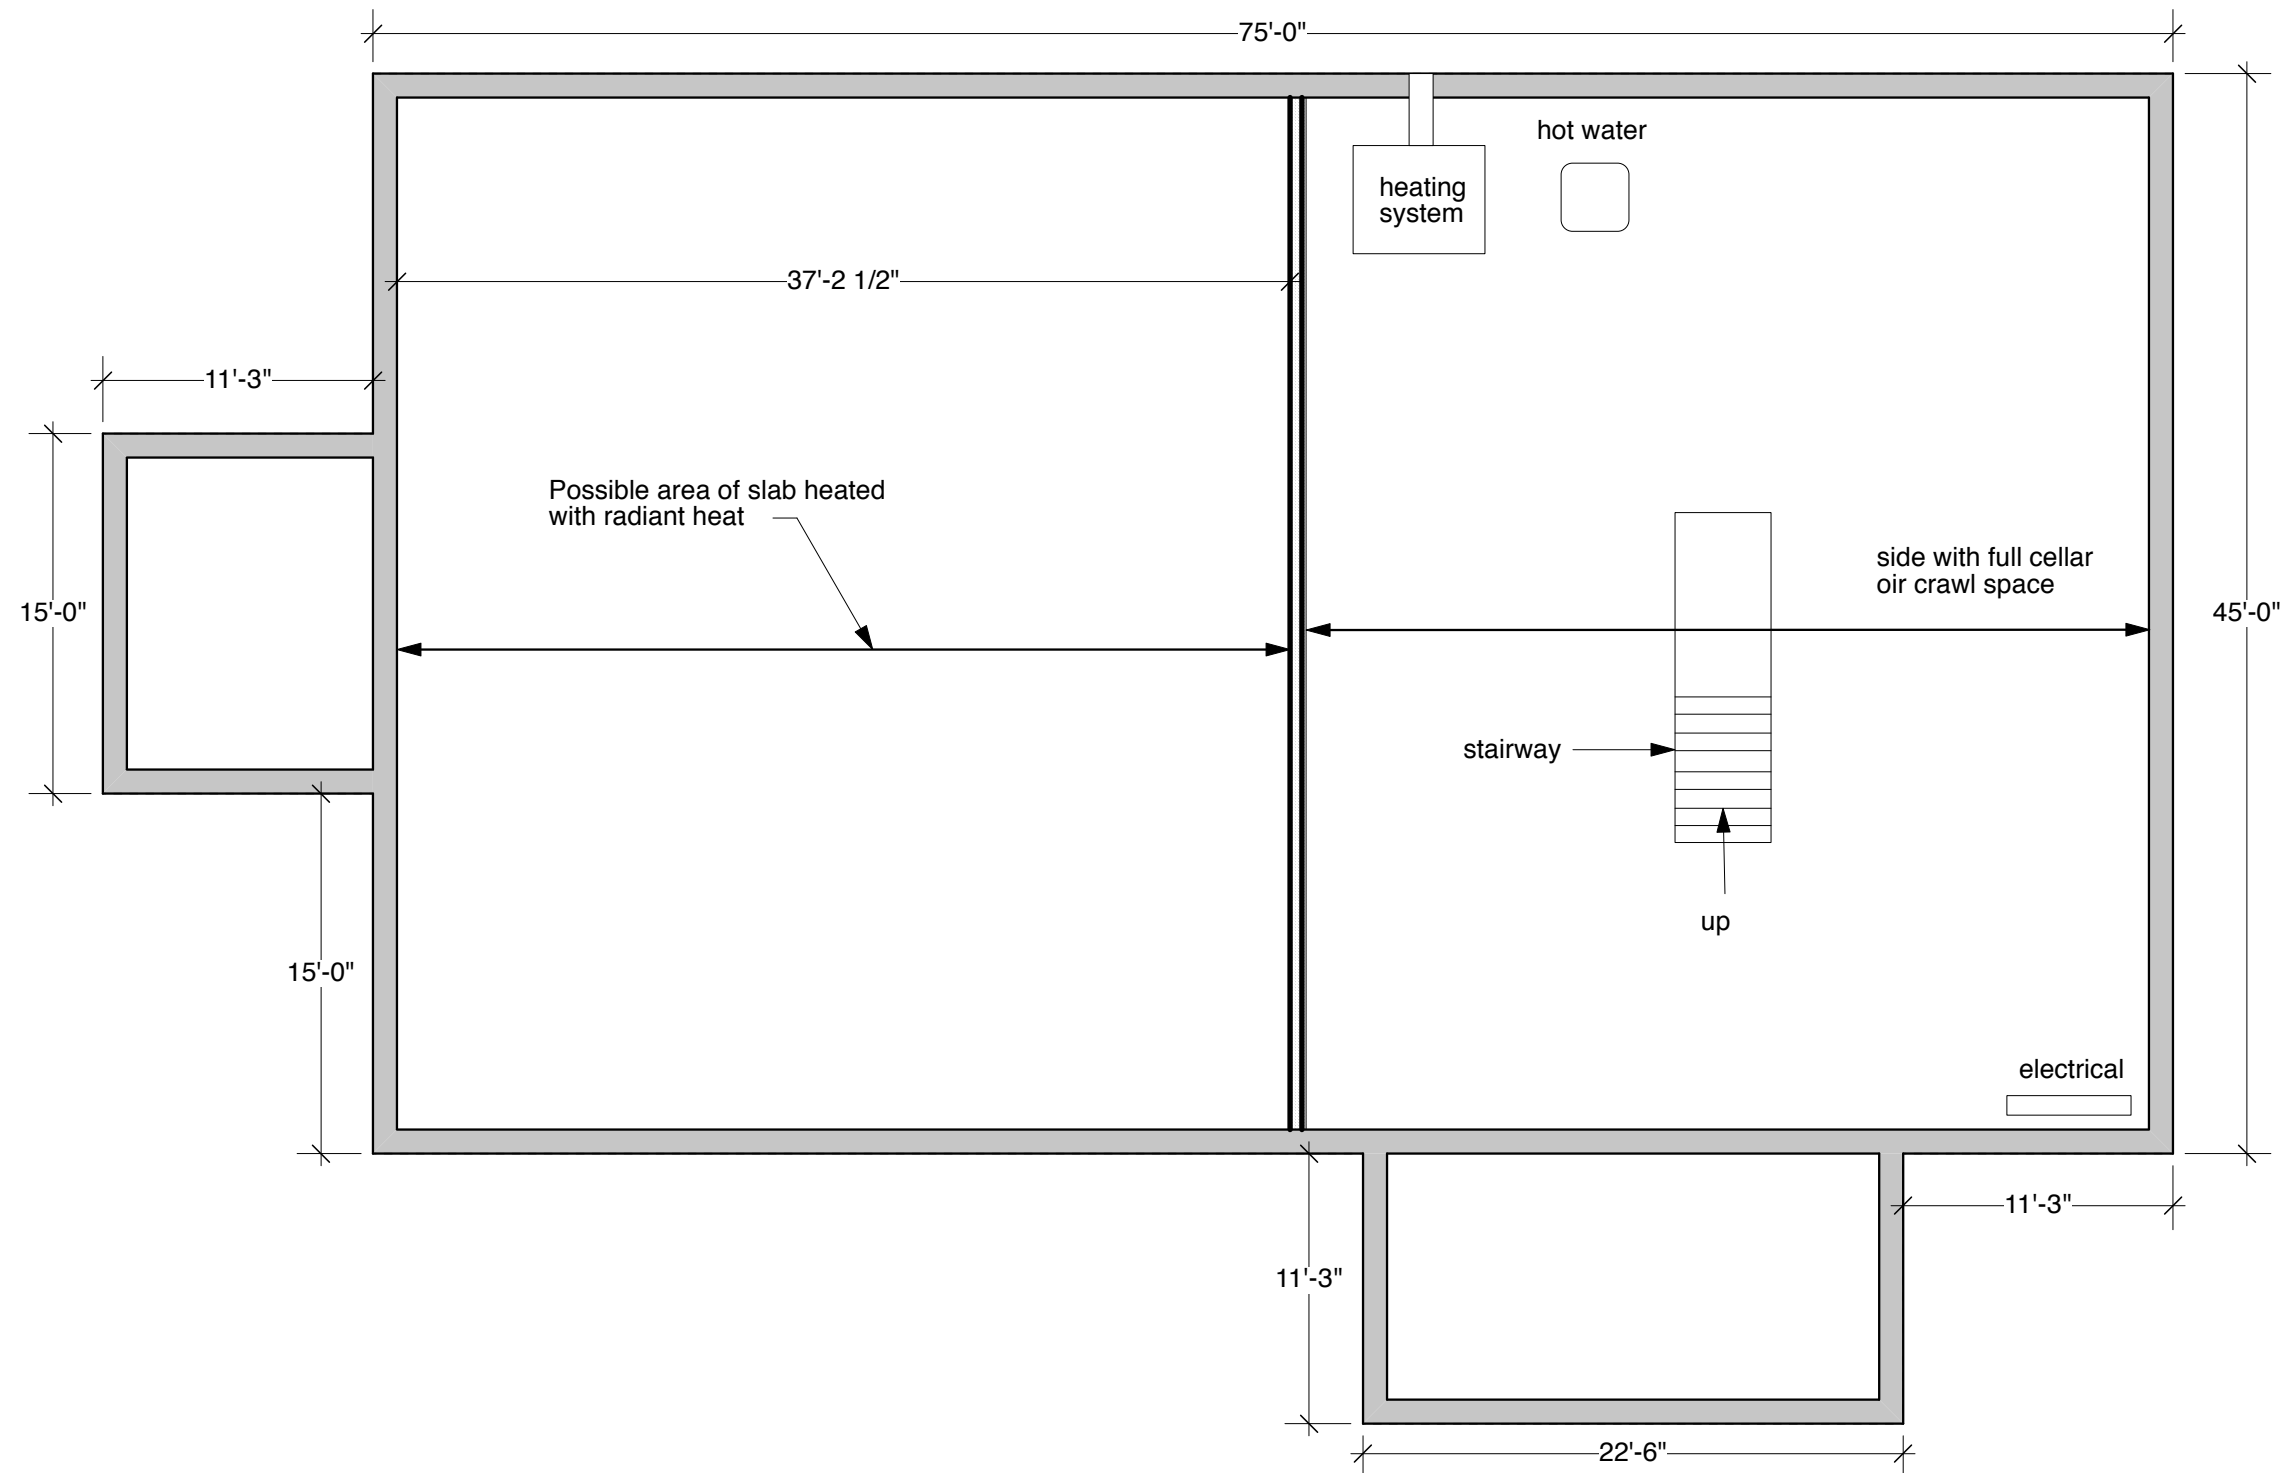 75'-0"
hot water
heating
system
37'-2 1/2"
11'-3"
Possible area of slab heated
with radiant heat
side with full cellar
oir crawl space
15'-0"
45'-0"
stairway
up
15'-0"
electrical
11'-3"
11'-3"
22'-6"